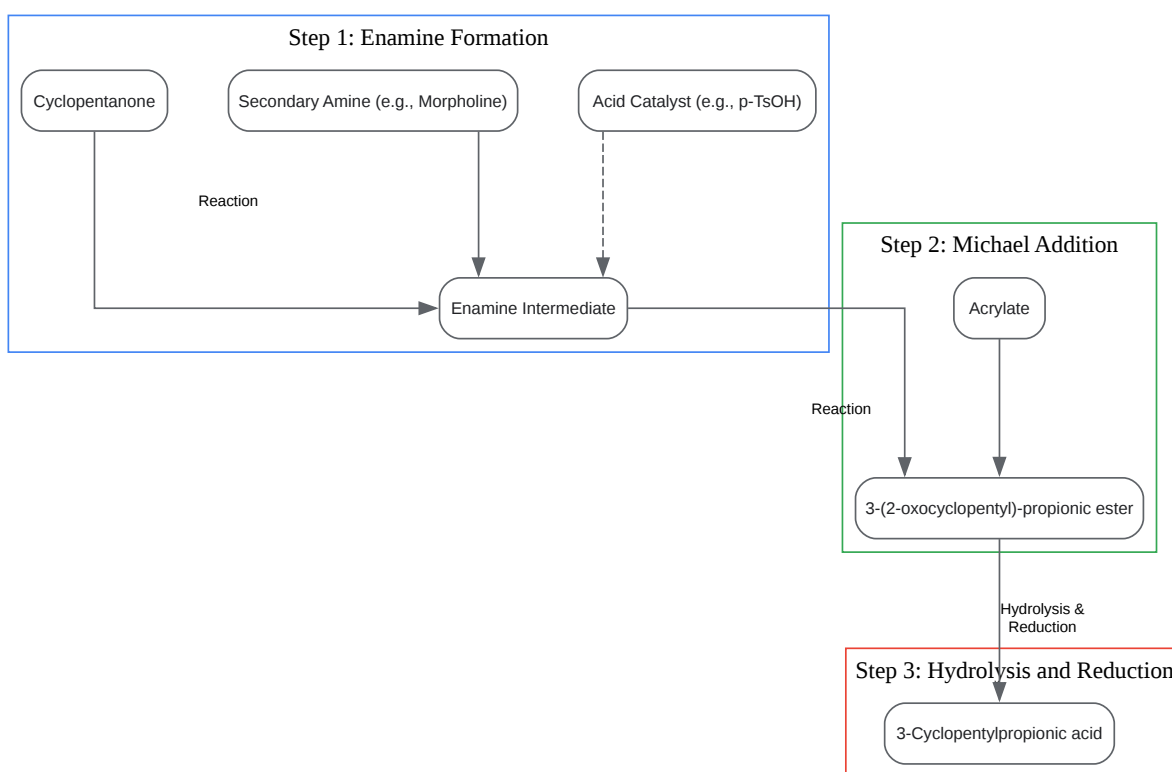 Step 1: Enamine Formation
Cyclopentanone
Secondary Amine (e.g., Morpholine)
Acid Catalyst (e.g., p-TsOH)
Reaction
Enamine Intermediate
Step 2: Michael Addition
Acrylate
Reaction
3-(2-oxocyclopentyl)-propionic ester
Hydrolysis &
Reduction
Step 3: Hydrolysis and Reduction
3-Cyclopentylpropionic acid